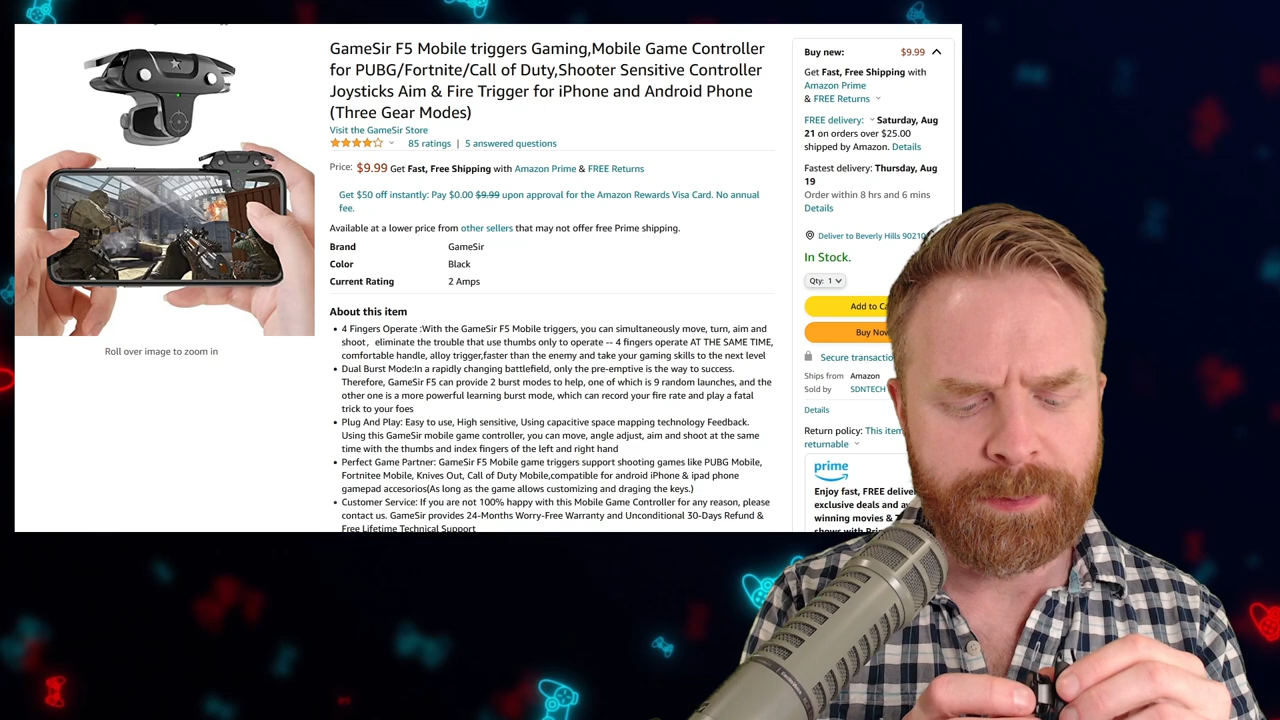 GameSir F5 Mobile triggers Gaming,Mobile Game Controller
for PUBG/Fortnite/Call of Duty,Shooter Sensitive Controller
Joysticks Aim & Fire Trigger for iPhone and Android Phone
(Three Gear Modes)
Visit the GameSir Store
85 ratings | 5 answered questions
Price: $9.99 Get Fast, Free Shipping with Amazon Prime & FREE Returns
Get $50 off instantly: Pay $0.00 $9.99 upon approval for the Amazon Rewards Visa Card. No annual
fee.
Available at a lower price from other sellers that may not offer free Prime shipping.
Brand GameSir
Color Black
Current Rating 2 Amps
About this item
• 4 Fingers Operate :With the GameSir F5 Mobile triggers, you can simultaneously move, turn, aim and
shoot，eliminate the trouble that use thumbs only to operate -- 4 fingers operate AT THE SAME TIME,
comfortable handle, alloy trigger,faster than the enemy and take your gaming skills to the next level
• Dual Burst Mode:In a rapidly changing battlefield, only the pre-emptive is the way to success.
Therefore, GameSir F5 can provide 2 burst modes to help, one of which is 9 random launches, and the
other one is a more powerful learning burst mode, which can record your fire rate and play a fatal
trick to your foes
• Plug And Play: Easy to use, High sensitive, Using capacitive space mapping technology Feedback.
Using this GameSir mobile game controller, you can move, angle adjust, aim and shoot at the same
time with the thumbs and index fingers of the left and right hand
• Perfect Game Partner: GameSir F5 Mobile game triggers support shooting games like PUBG Mobile,
Fortnitee Mobile, Knives Out, Call of Duty Mobile,compatible for android iPhone & ipad phone
gamepad accesories(As long as the game allows customizing and draging the keys.)
• Customer Service: If you are not 100% happy with this Mobile Game Controller for any reason, please
contact us. GameSir provides 24-Months Worry-Free Warranty and Unconditional 30-Days Refund &
Free Lifetime Technical Support
Roll over image to zoom in
Buy new: $9.99
Get Fast, Free Shipping with
Amazon Prime
& FREE Returns
FREE delivery: Saturday, Aug
21 on orders over $25.00
shipped by Amazon. Details
Fastest delivery: Thursday, Aug
19
Order within 8 hrs and 6 mins
Details
Deliver to Beverly Hills 90210
In Stock.
Qty: 1
Add to
Buy Now
Secure
Ships from Amazon
Sold by SDNTECH
Details
Return policy: This item
returnable
prime
Enjoy fast, FREE
exclusive deals and
winning movies &
shows with